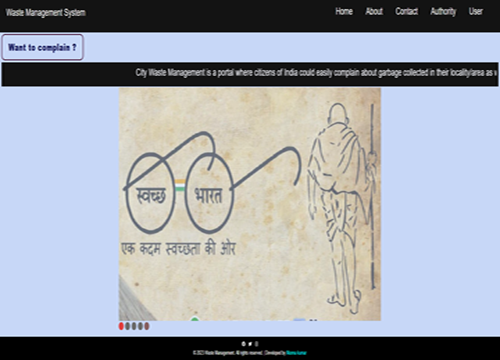 Waste Management System
Home About Contact Authority User
Want to complain ?
City Waste Management is a portal where citizens of India could easily complain about garbage collected in their locality/area as
स्वच्छ भारत
एक कदम स्वच्छता की ओर
© 2023 Waste Management. All rights reserved. | Developed by